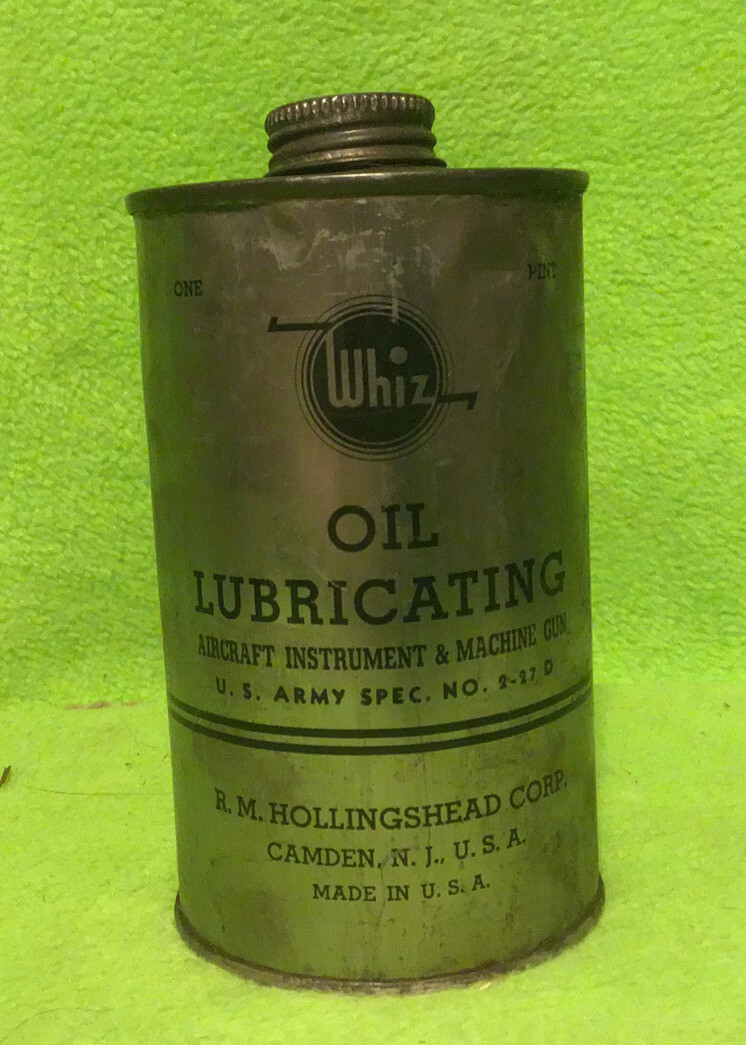 ONE PINT
Whiz
OIL
LUBRICATING
AIRCRAFT INSTRUMENT & MACHINE GUN
U. S. ARMY SPEC. NO. 2-27 D
R. M. HOLLINGSHEAD CORP.
CAMDEN, N. J., U. S. A.
MADE IN U. S. A.